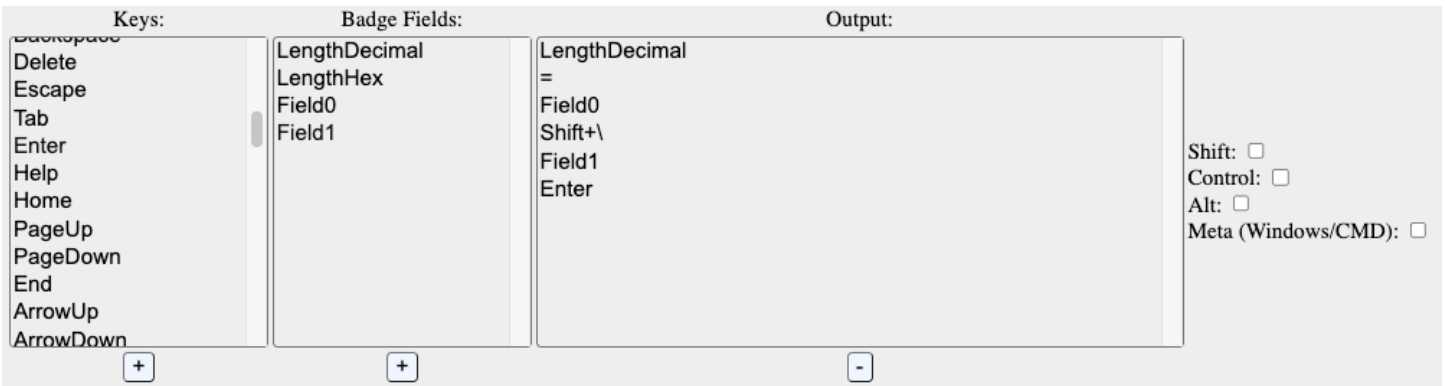 Keys:
Backspace
Delete
Escape
Tab
Enter
Help
Home
PageUp
PageDown
End
ArrowUp
ArrowDown
+
Badge Fields:
LengthDecimal
LengthHex
Field0
Field1
+
Output:
LengthDecimal
=
Field0
Shift+\
Field1
Enter
-
Shift:
Control:
Alt:
Meta (Windows/CMD):